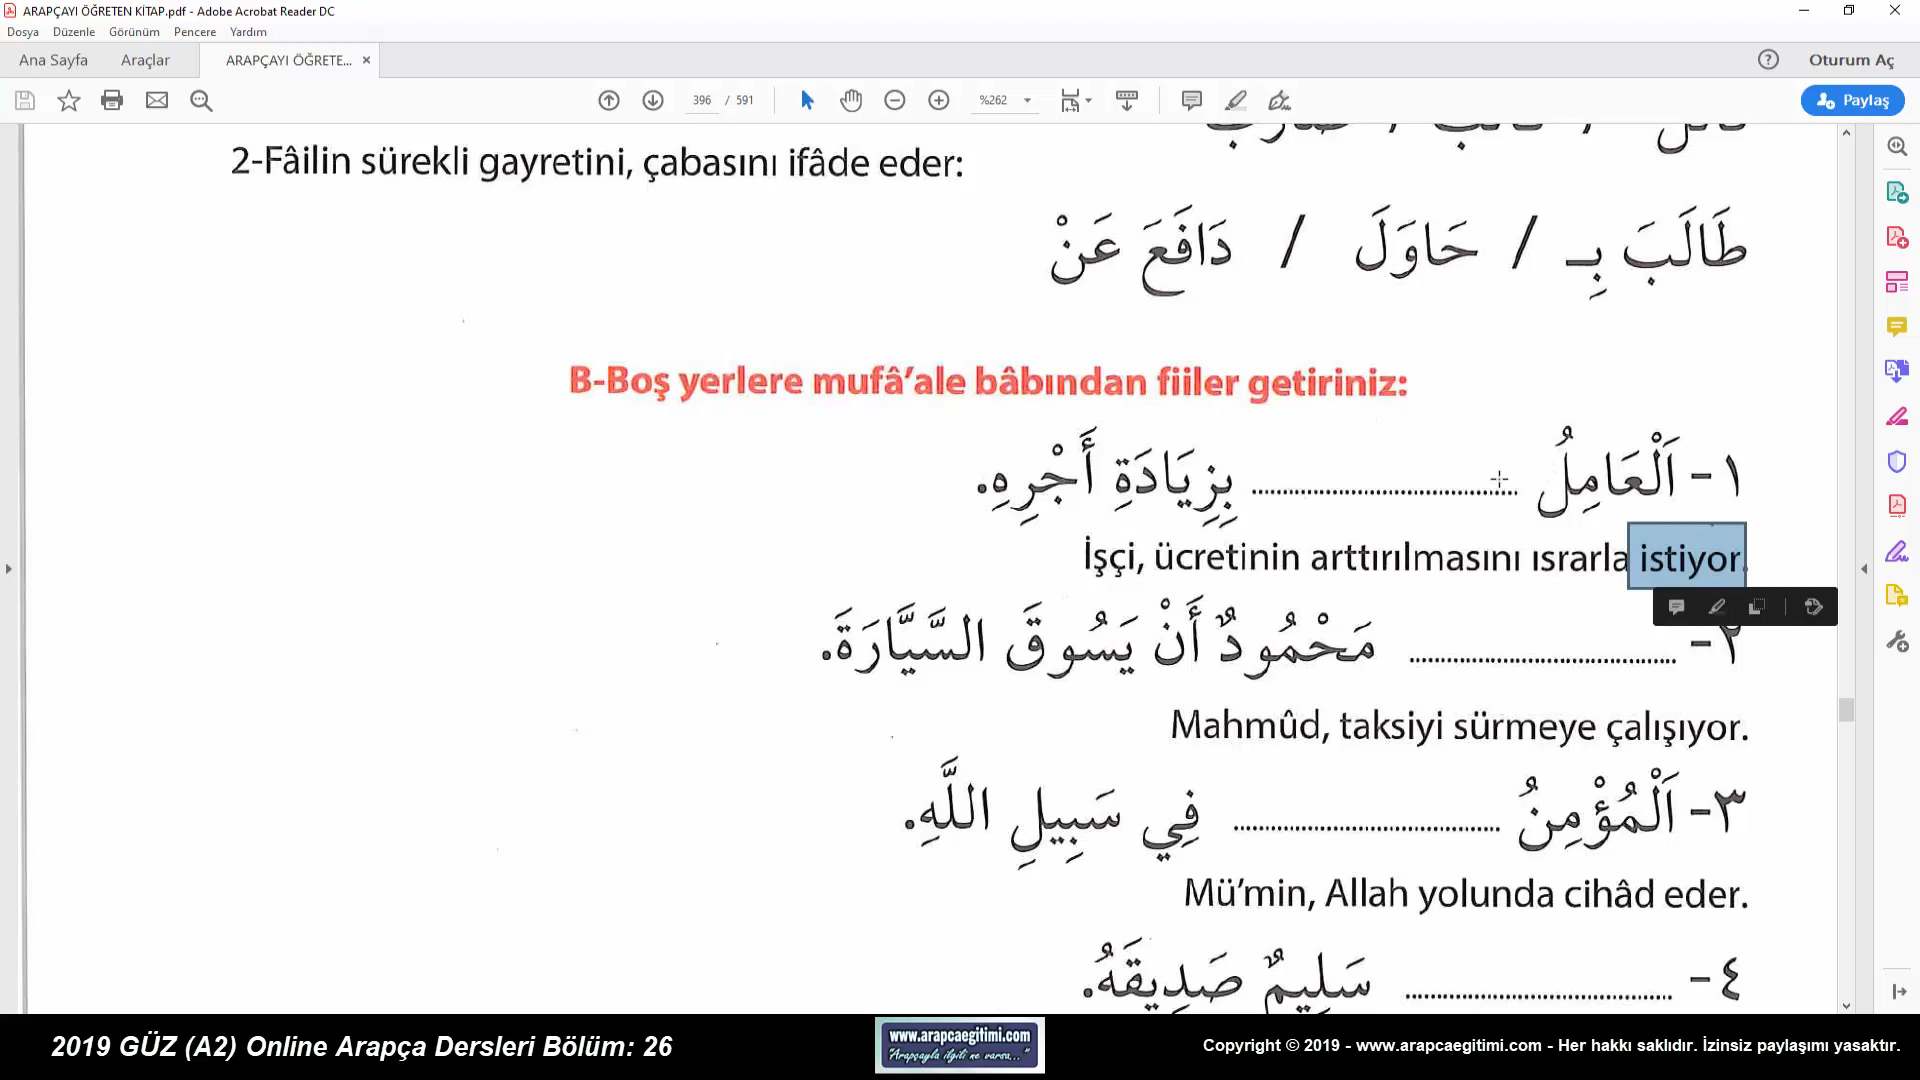 ARAPÇAYI ÖĞRETEN KİTAP.pdf - Adobe Acrobat Reader DC
Dosya Düzenle Görünüm Pencere Yardım
Ana Sayfa Araçlar ARAPÇAYI ÖĞRETE... × Oturum Aç
396 / 591 %262 Paylaş
2-Fâilin sürekli gayretini, çabasını ifâde eder:
طَالَبَ بِـ / حَاوَلَ / دَافَعَ عَنْ
B-Boş yerlere mufâ’ale bâbından fiiler getiriniz:
١- اَلْعَامِلُ ........................................ بِزِيَادَةِ أَجْرِهِ.
İşçi, ücretinin arttırılmasını ısrarla istiyor.
٢- ........................................ مَحْمُودٌ أَنْ يَسُوقَ السَّيَّارَةَ.
Mahmûd, taksiyi sürmeye çalışıyor.
٣- اَلْمُؤْمِنُ ........................................ فِي سَبِيلِ اللَّهِ.
Mü’min, Allah yolunda cihâd eder.
٤- ........................................ سَلِيمٌ صَدِيقَهُ.
2019 GÜZ (A2) Online Arapça Dersleri Bölüm: 26
www.arapcaegitimi.com
"Arapçayla ilgili ne varsa..."
Copyright © 2019 - www.arapcaegitimi.com - Her hakkı saklıdır. İzinsiz paylaşımı yasaktır.